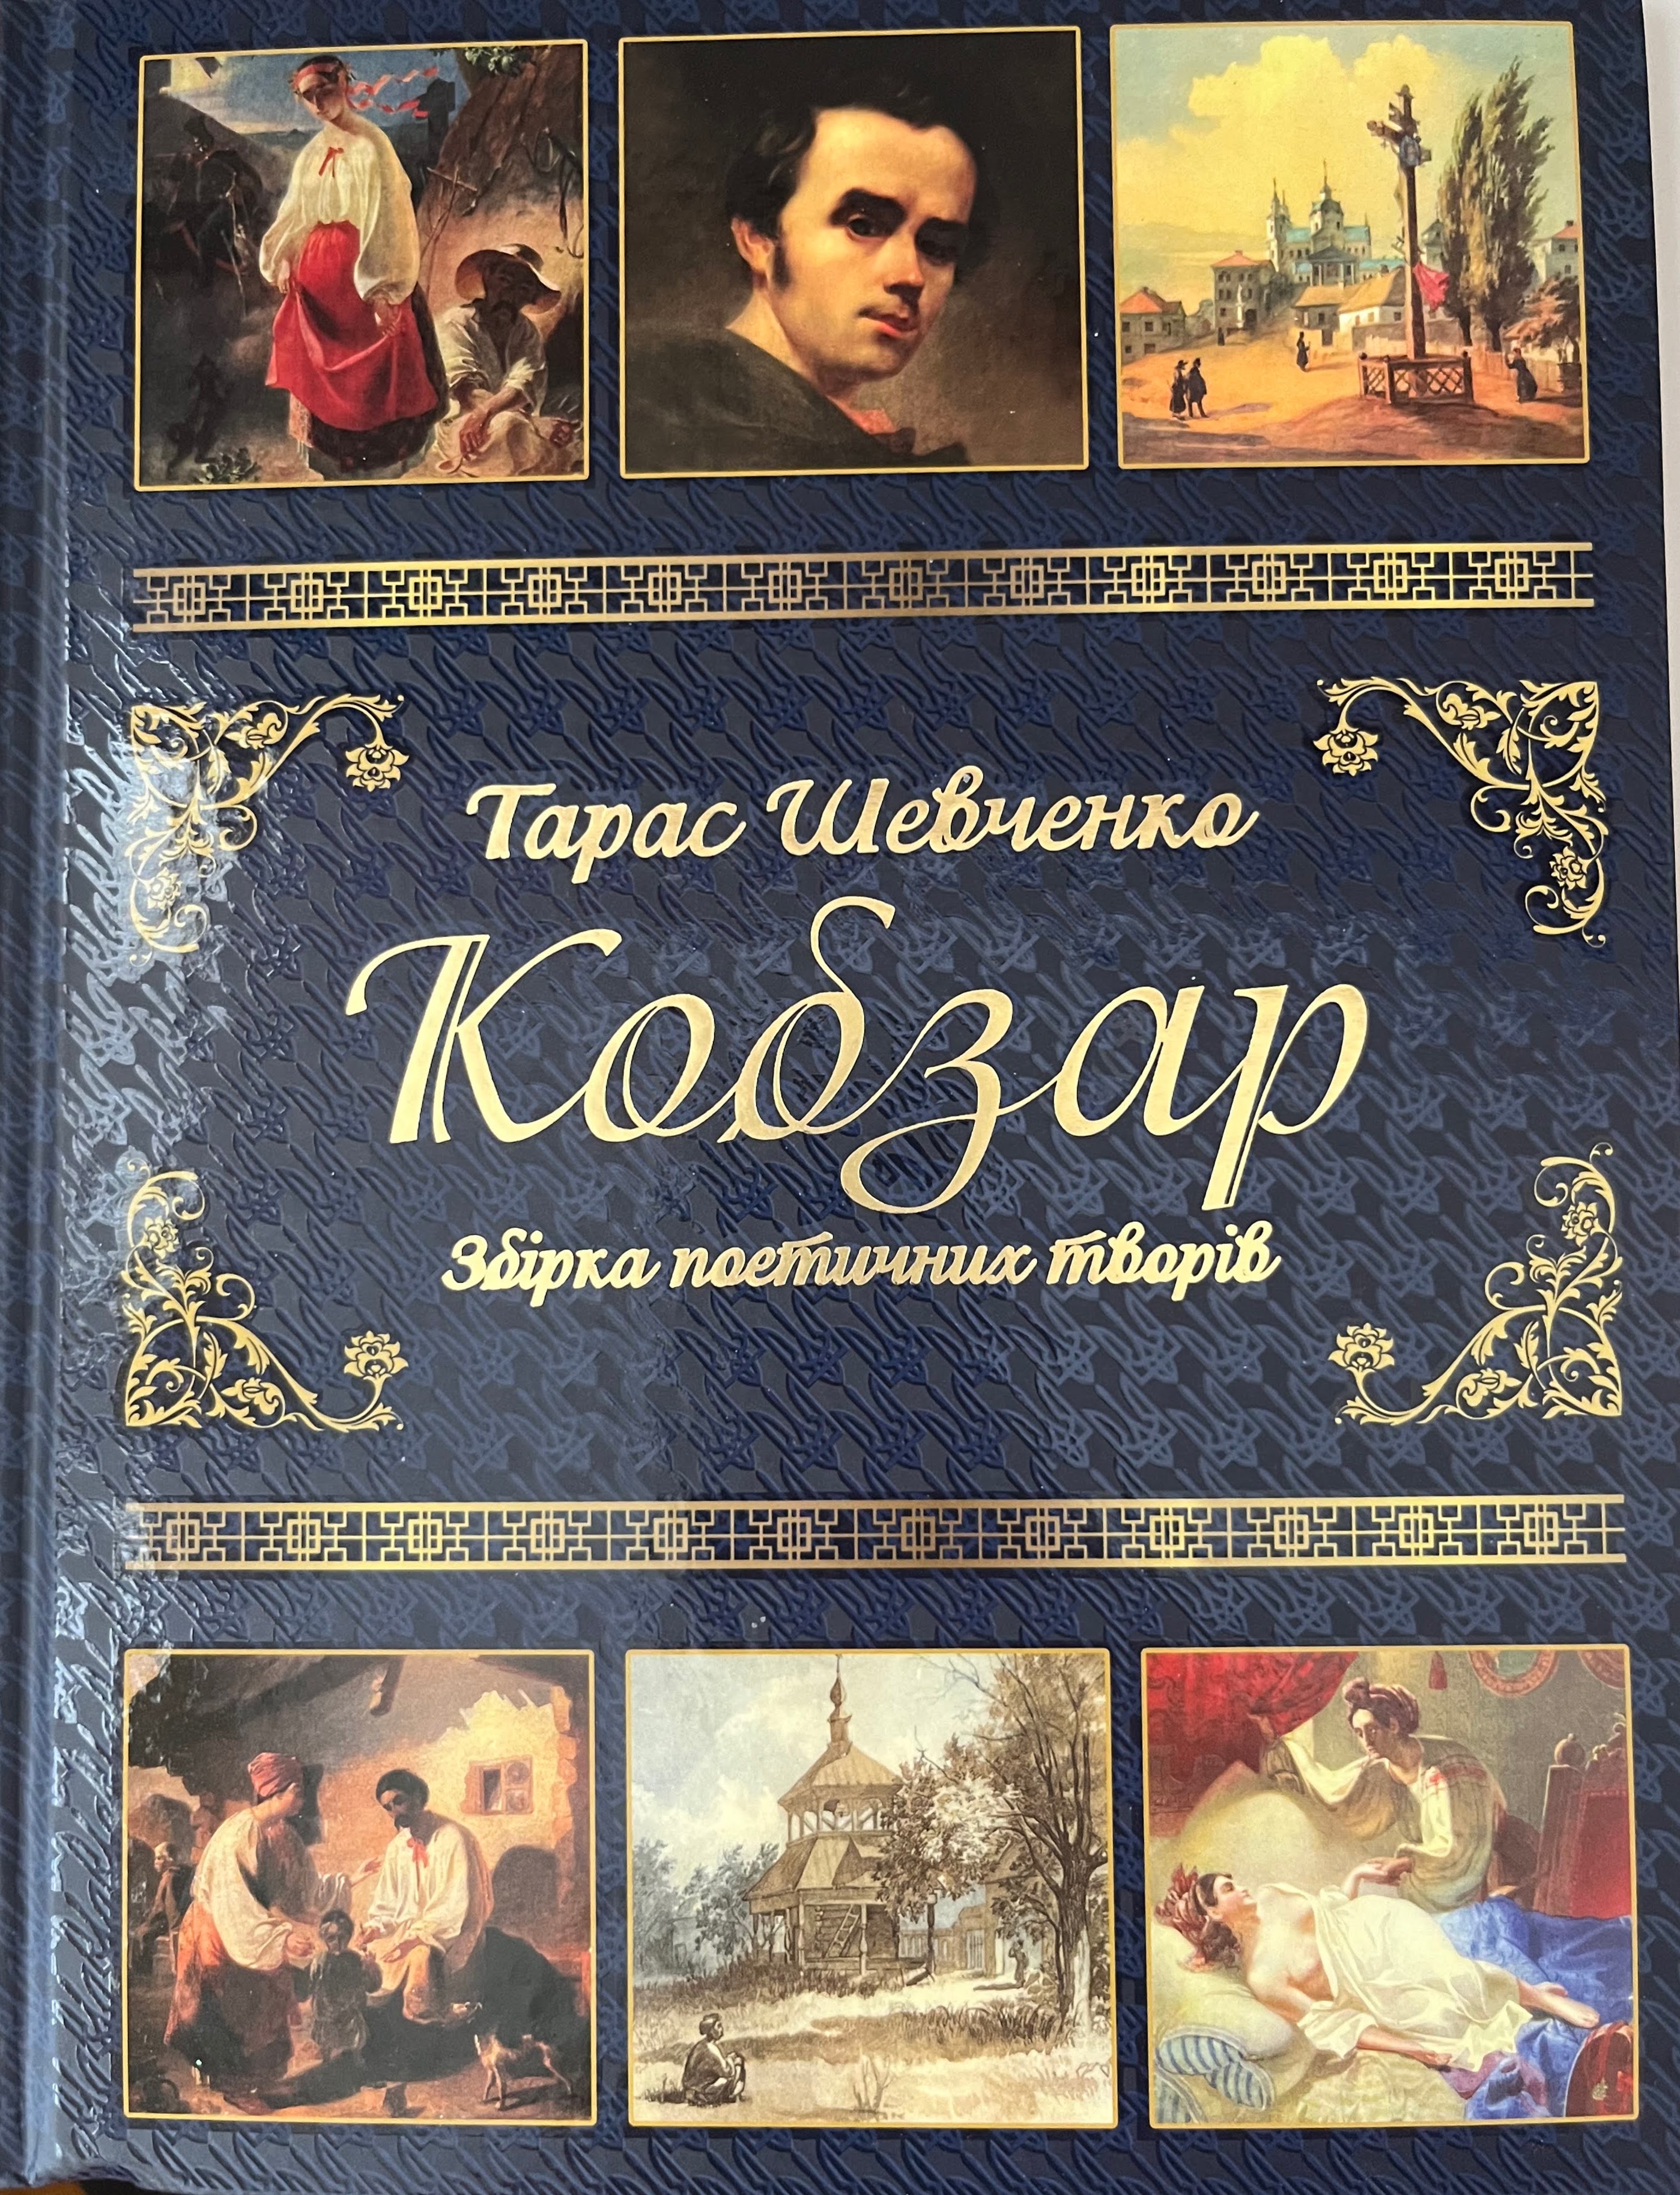 Тарас Шевченко
Кобзар
Збірка поетичних творів